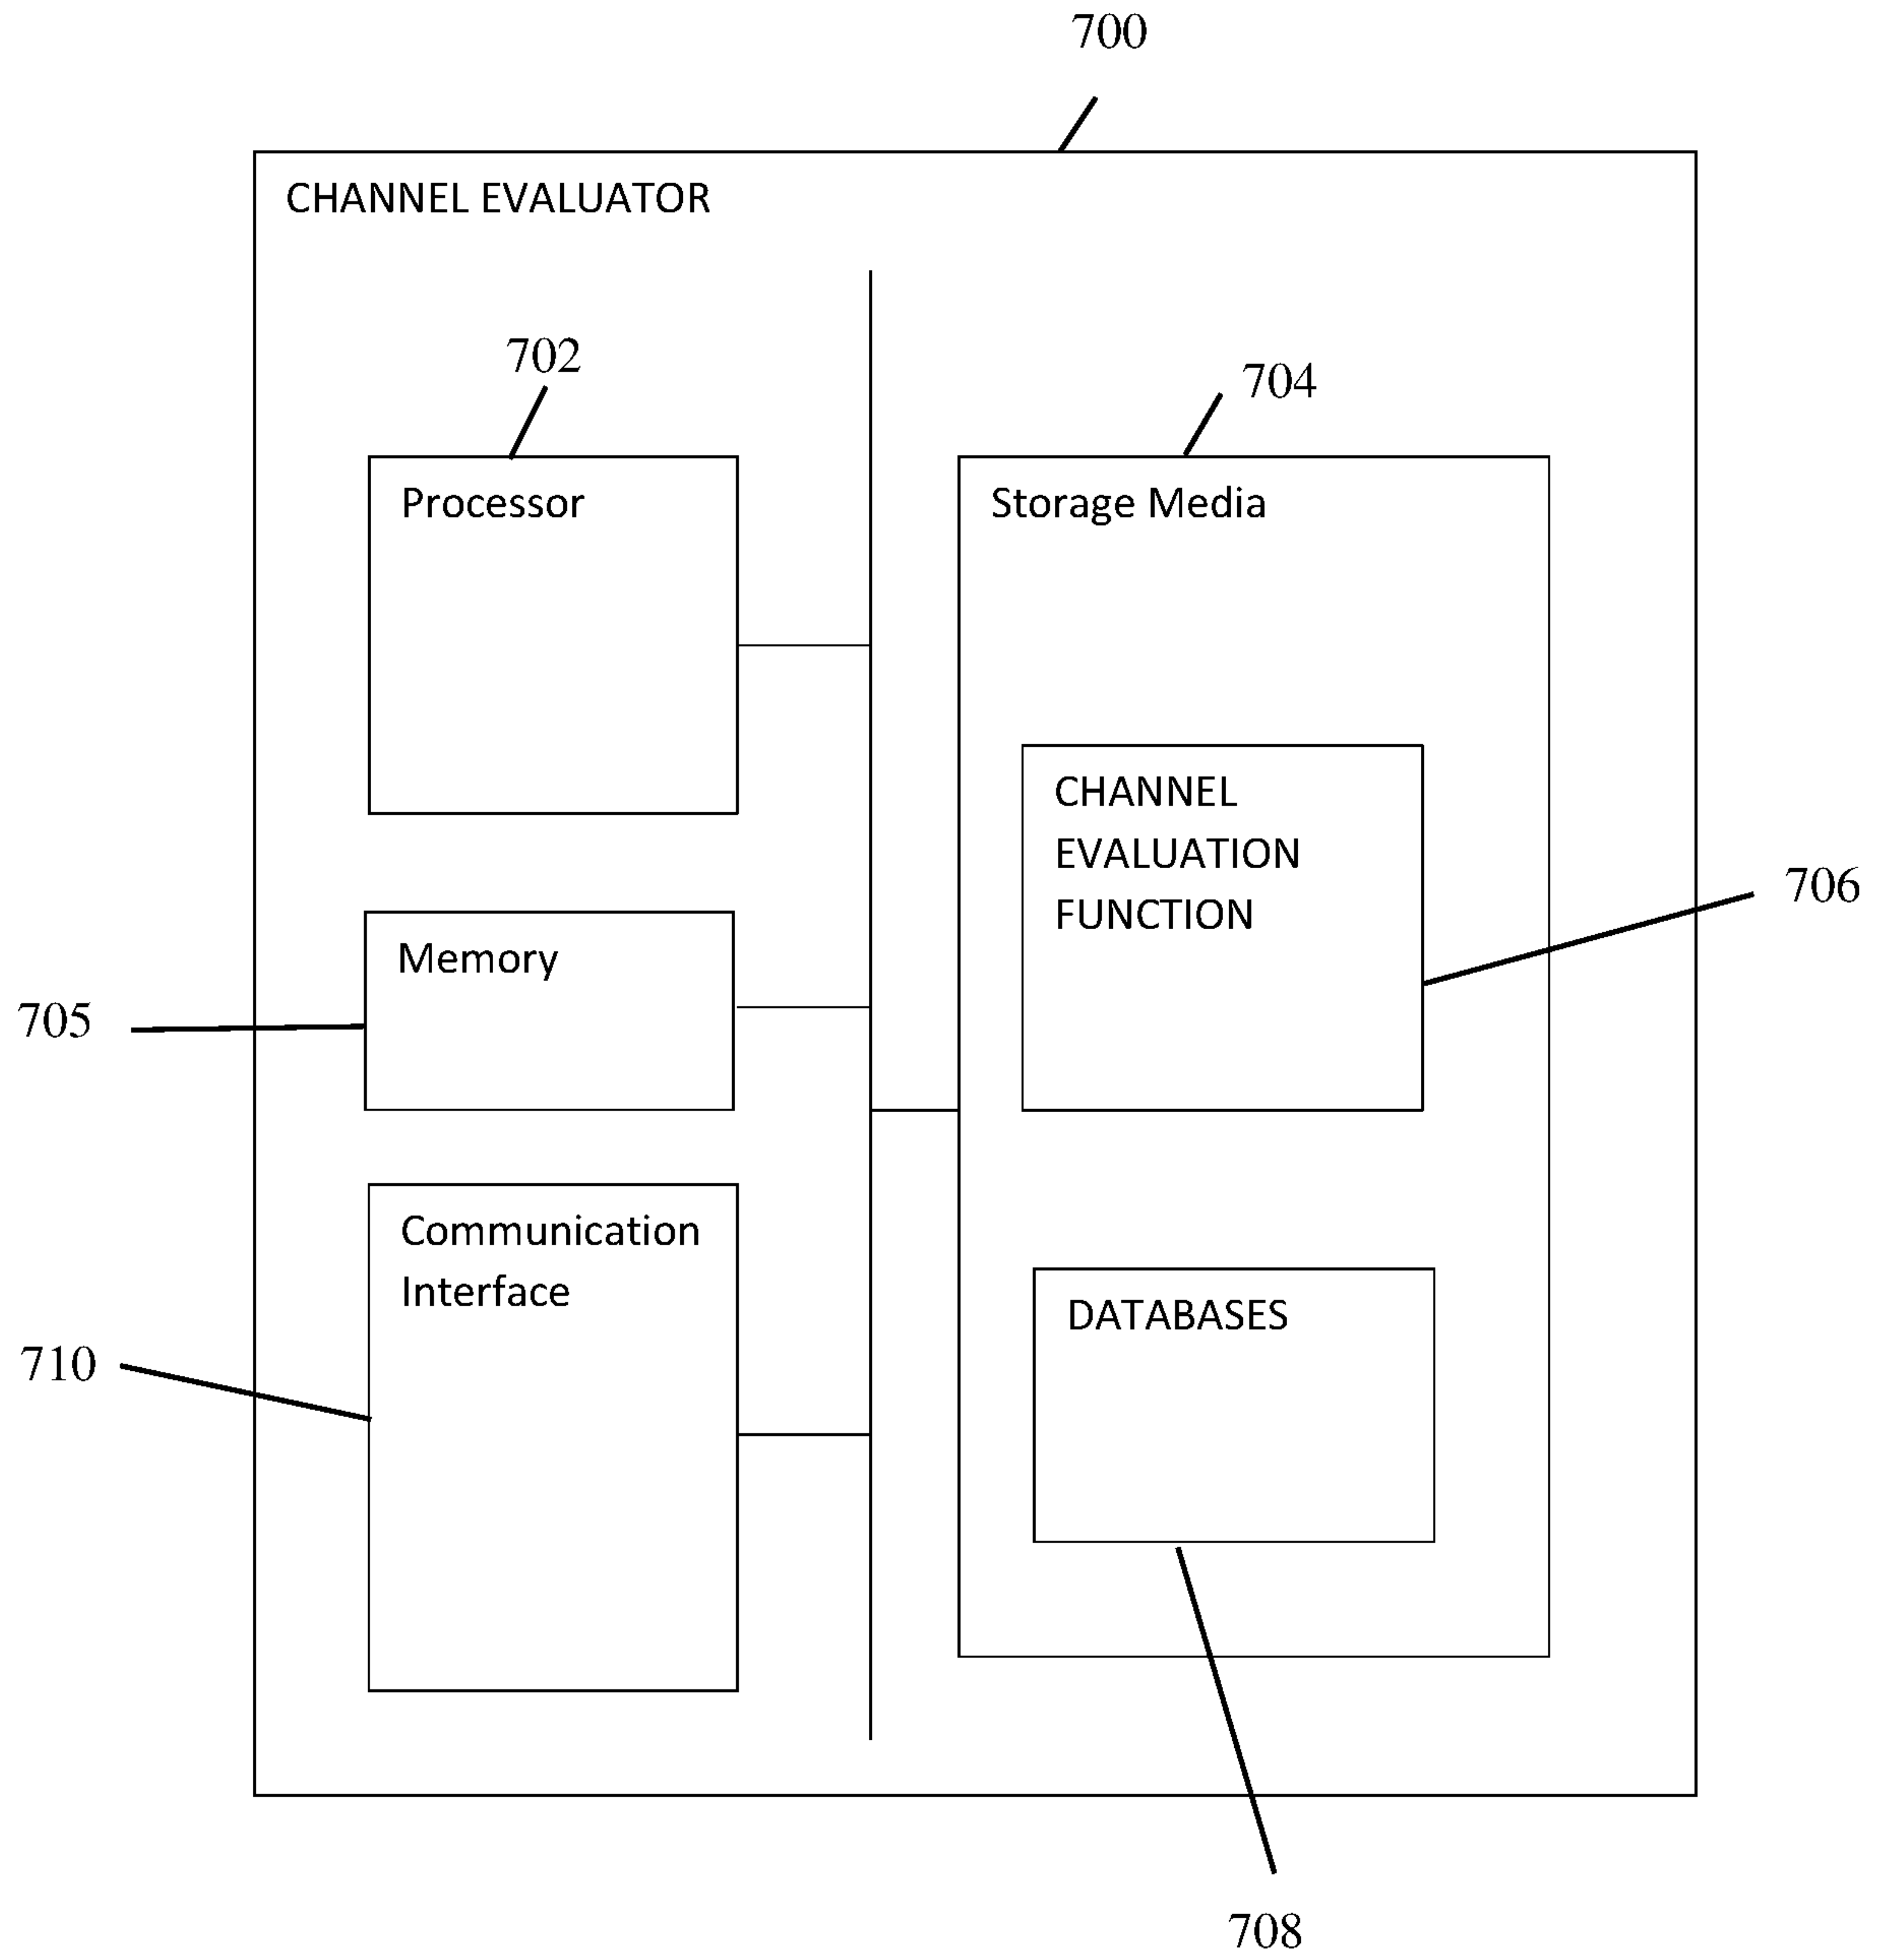 700
CHANNEL EVALUATOR
702
704
Processor
Storage Media
CHANNEL
EVALUATION
FUNCTION
706
Memory
705
Communication
Interface
710
DATABASES
708